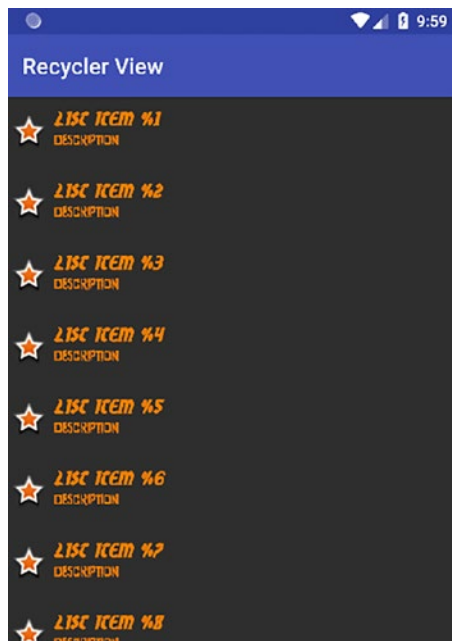 9:59
Recycler View
LIST ITEM %1
DESCRIPTION
LIST ITEM %2
DESCRIPTION
LIST ITEM %3
DESCRIPTION
LIST ITEM %4
DESCRIPTION
LIST ITEM %5
DESCRIPTION
LIST ITEM %6
DESCRIPTION
LIST ITEM %7
DESCRIPTION
LIST ITEM %8
DESCRIPTION